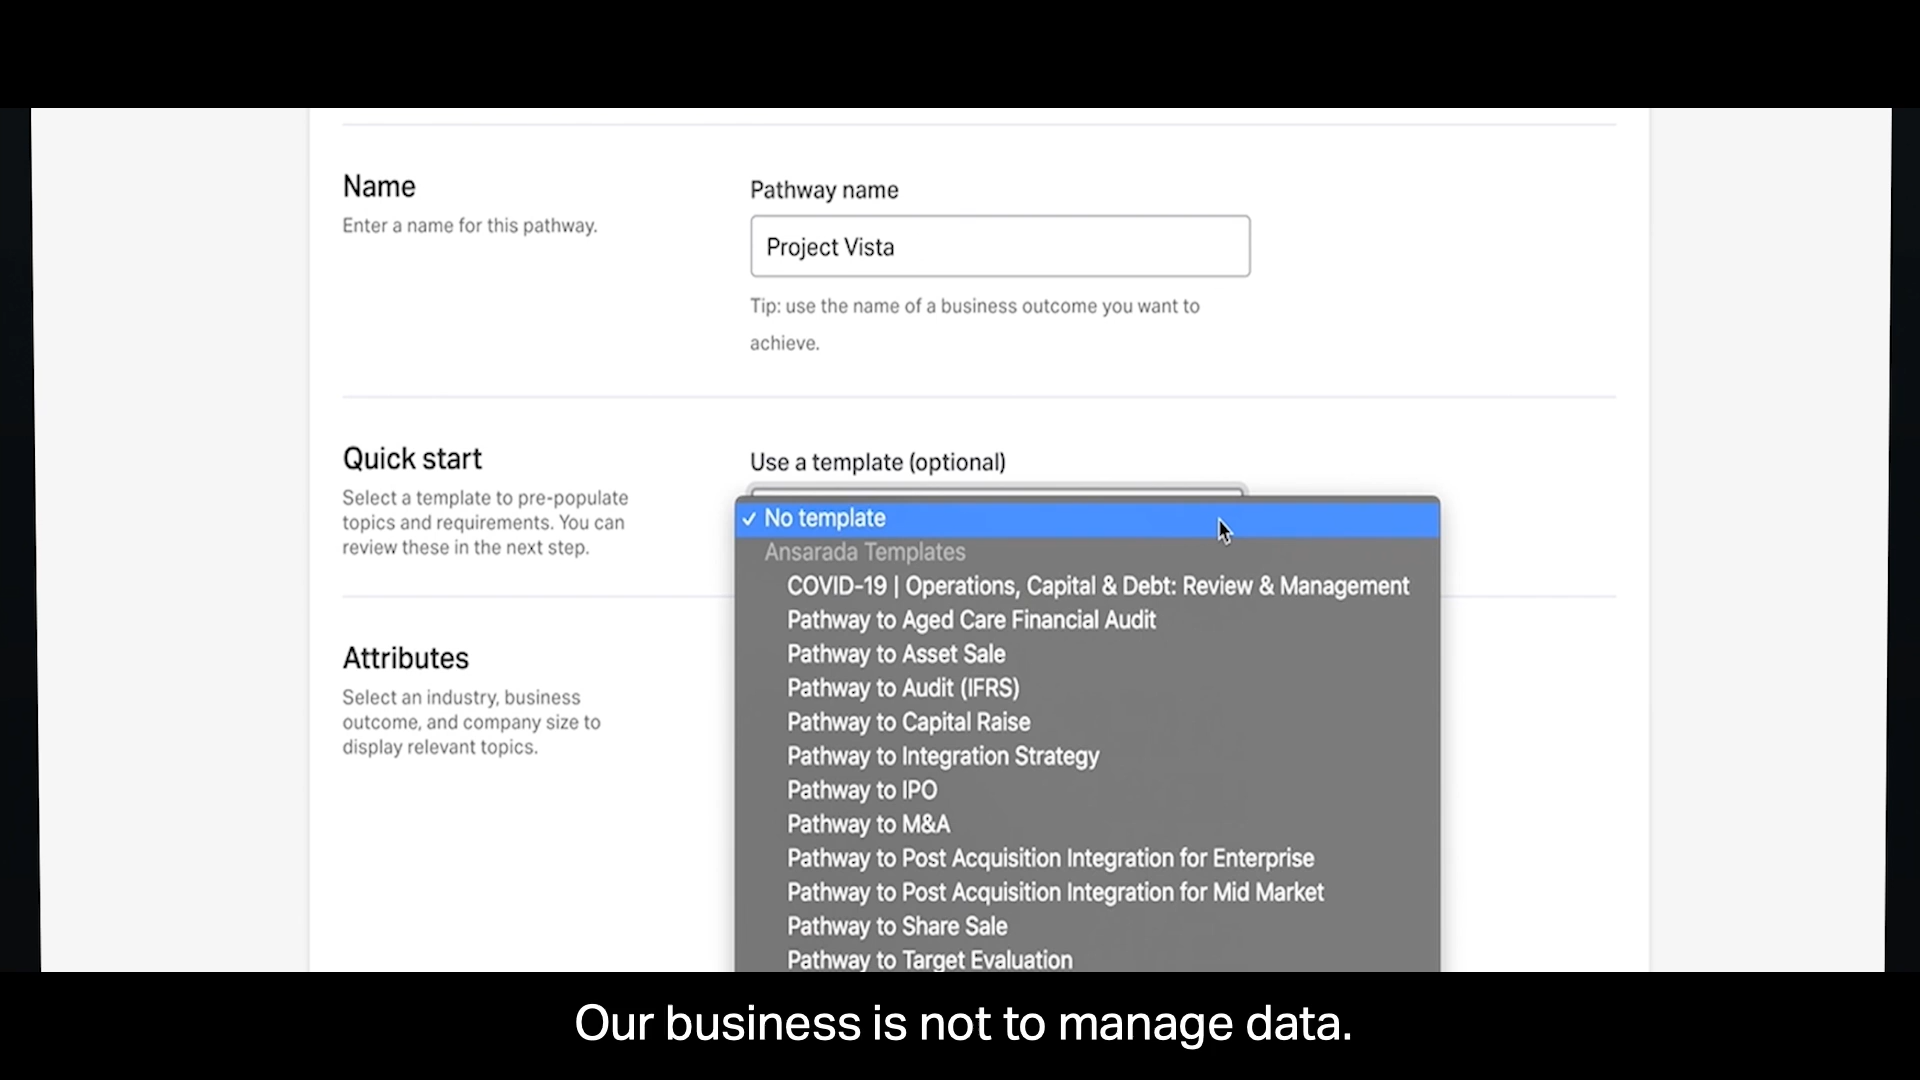 Name
Enter a name for this pathway.
Pathway name
Project Vista
Tip: use the name of a business outcome you want to
achieve.
Quick start
Select a template to pre-populate
topics and requirements. You can
review these in the next step.
Use a template (optional)
✓ No template
Ansarada Templates
COVID-19 | Operations, Capital & Debt: Review & Management
Pathway to Aged Care Financial Audit
Pathway to Asset Sale
Pathway to Audit (IFRS)
Pathway to Capital Raise
Pathway to Integration Strategy
Pathway to IPO
Pathway to M&A
Pathway to Post Acquisition Integration for Enterprise
Pathway to Post Acquisition Integration for Mid Market
Pathway to Share Sale
Pathway to Target Evaluation
Attributes
Select an industry, business
outcome, and company size to
display relevant topics.
Our business is not to manage data.